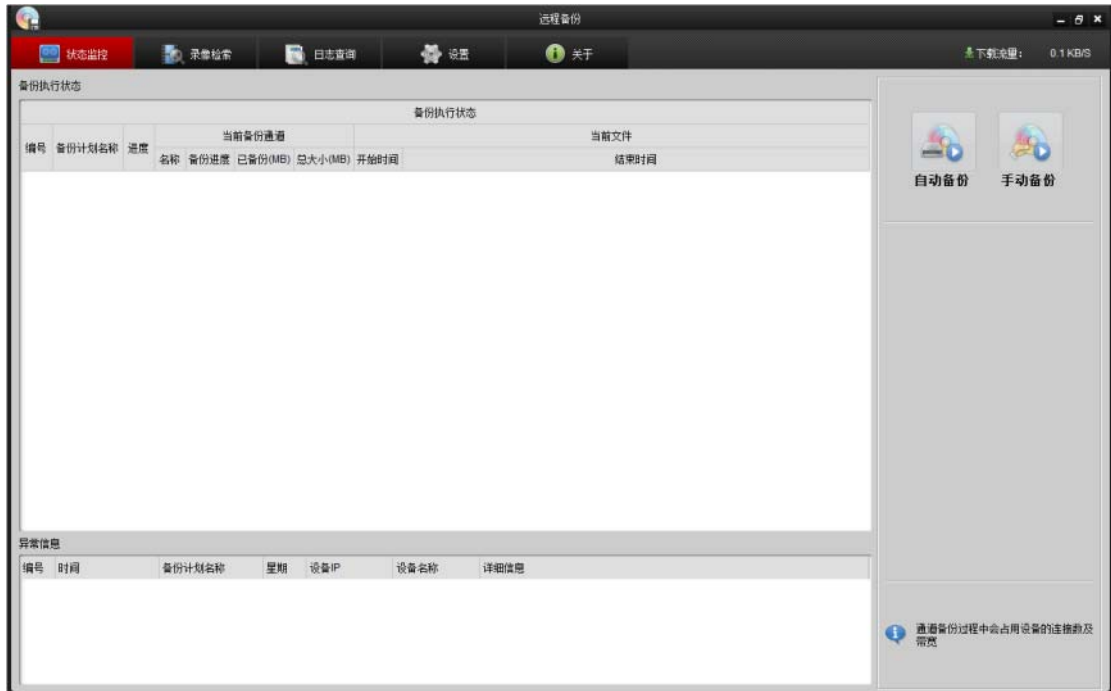 远程备份
状态监控 录像检索 日志查询 设置 关于 下载流里: 0.1 KB/S
备份执行状态
备份执行状态
编号 备份计划名称 进度 当前备份通道 当前文件
名称 备份进度 已备份(MB) 总大小(MB) 开始时间 结束时间
自动备份 手动备份
异常信息
编号 时间 备份计划名称 星期 设备IP 设备名称 详细信息
通道备份过程中会占用设备的连接数及
带宽